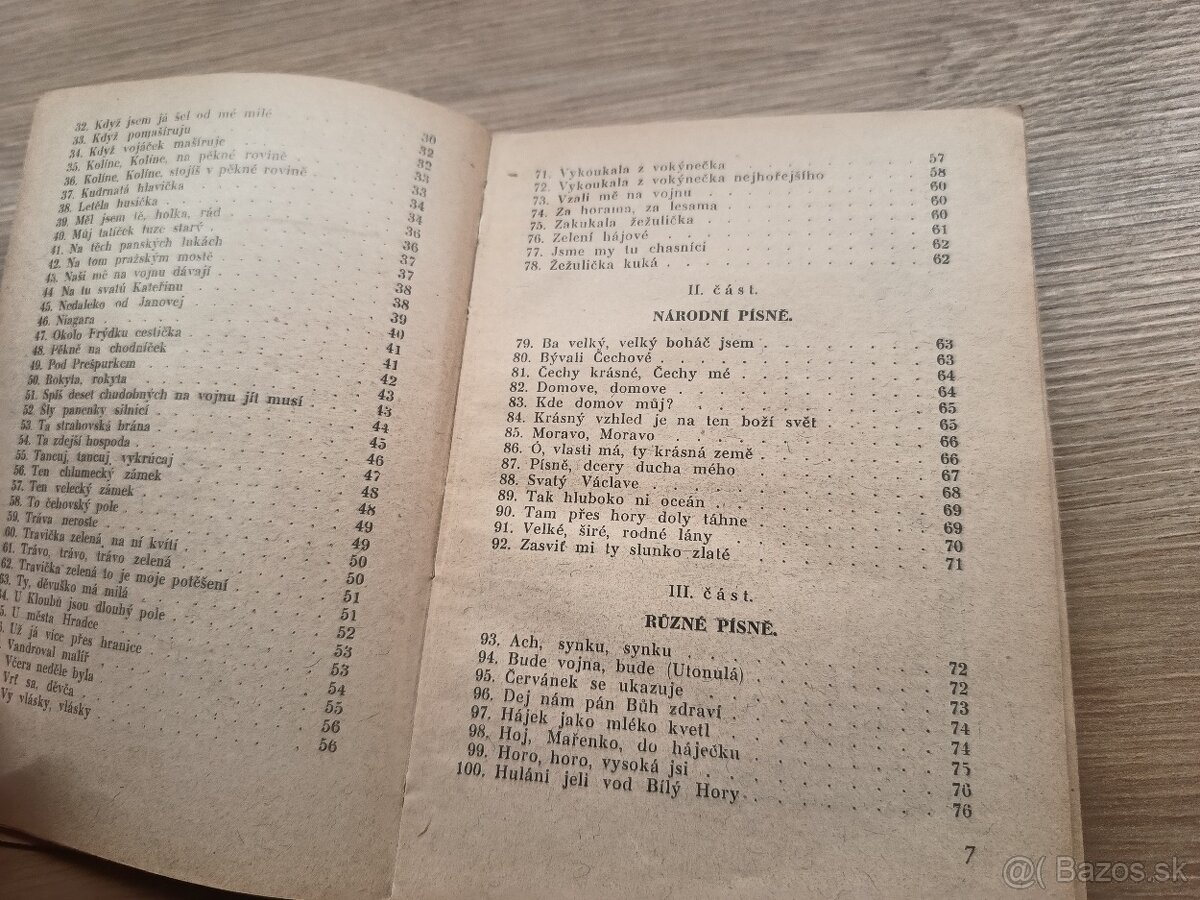 32. Když jsem já šel od mé milé 30
33. Když pomašíruju 32
34. Když vojáček mašíruje 32
35. Kolíne, Kolíne, na pěkné rovině 33
36. Kolíne, Kolíne, stojíš v pěkné rovině 33
37. Kudrnatá hlavička 34
38. Letěla husička 34
39. Měl jsem tě, holka, rád 36
40. Můj talíček tuze starý 36
41. Na těch panských lukách 37
42. Na tom pražským mostě 37
43. Naši mě na vojnu dávají 38
44 Na tu svatú Kateřinu 38
45. Nedaleko od Janovej 39
46. Niagara 40
47. Okolo Frýdku cestička 41
48. Pěkně na chodníček 41
49. Pod Prešpurkem 42
50. Rokyta, rokyta 43
51. Spíš deset chudobných na vojnu jít musí 43
52. Šly panenky silnicí 44
53. Ta strahovská brána 45
54. Ta zdejší hospoda 46
55. Tancuj, tancuj, vykrúcaj 47
56. Ten chlumecký zámek 48
57. Ten velecký zámek 48
58. To čehovský pole 49
59. Tráva neroste 49
60. Travička zelená, na ní kvítí 50
61. Trávo, trávo, trávo zelená 50
62. Travička zelená to je moje potěšení 51
63. Ty, děvuško má milá 51
4. U Kloubů jsou dlouhý pole 52
5. U města Hradce 53
6. Už já více přes hranice 53
Vandroval malíř 54
Včera neděle byla 55
Vrť sa, děvča 56
Vy vlásky, vlásky 56
71. Vykoukala z vokýnečka 57
72. Vykoukala z vokýnečka nejhořejšího 58
73. Vzali mě na vojnu 60
74. Za horama, za lesama 60
75. Zakukala žežulička 60
76. Zelení hájové 61
77. Jsme my tu chasníci 62
78. Žežulička kuká 62
II. část.
NÁRODNÍ PÍSNĚ.
79. Ba velký, velký boháč jsem 63
80. Bývali Čechové 63
81. Čechy krásné, Čechy mé 64
82. Domove, domove 64
83. Kde domov můj? 65
84. Krásný vzhled je na ten boží svět 65
85. Moravo, Moravo 66
86. Ó, vlasti má, ty krásná země 66
87. Písně, dcery ducha mého 67
88. Svatý Václave 68
89. Tak hluboko ni oceán 69
90. Tam přes hory doly táhne 69
91. Velké, širé, rodné lány 70
92. Zasviť mi ty slunko zlaté 71
III. část.
RŮZNÉ PÍSNĚ.
93. Ach, synku, synku 72
94. Bude vojna, bude (Utonulá) 72
95. Červánek se ukazuje 73
96. Dej nám pán Bůh zdraví 74
97. Hájek jako mléko kvetl 74
98. Hoj, Mařenko, do háječku 75
99. Horo, horo, vysoká jsi 76
100. Huláni jeli vod Bílý Hory 76
7
@( Bazos.sk